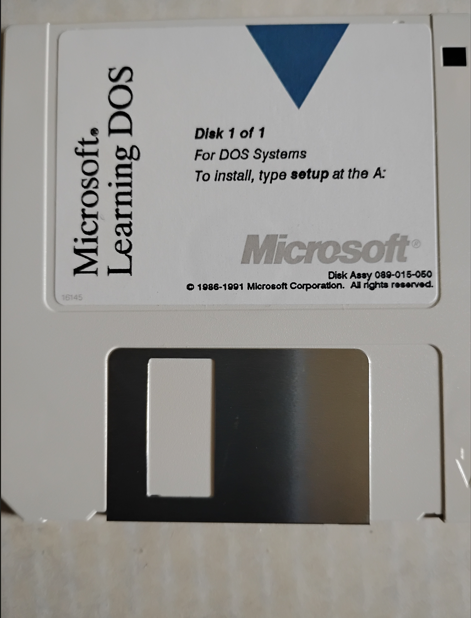 Microsoft®
Learning DOS
Disk 1 of 1
For DOS Systems
To install, type setup at the A:
Microsoft®
Disk Assy 089-015-050
© 1986-1991 Microsoft Corporation. All rights reserved.